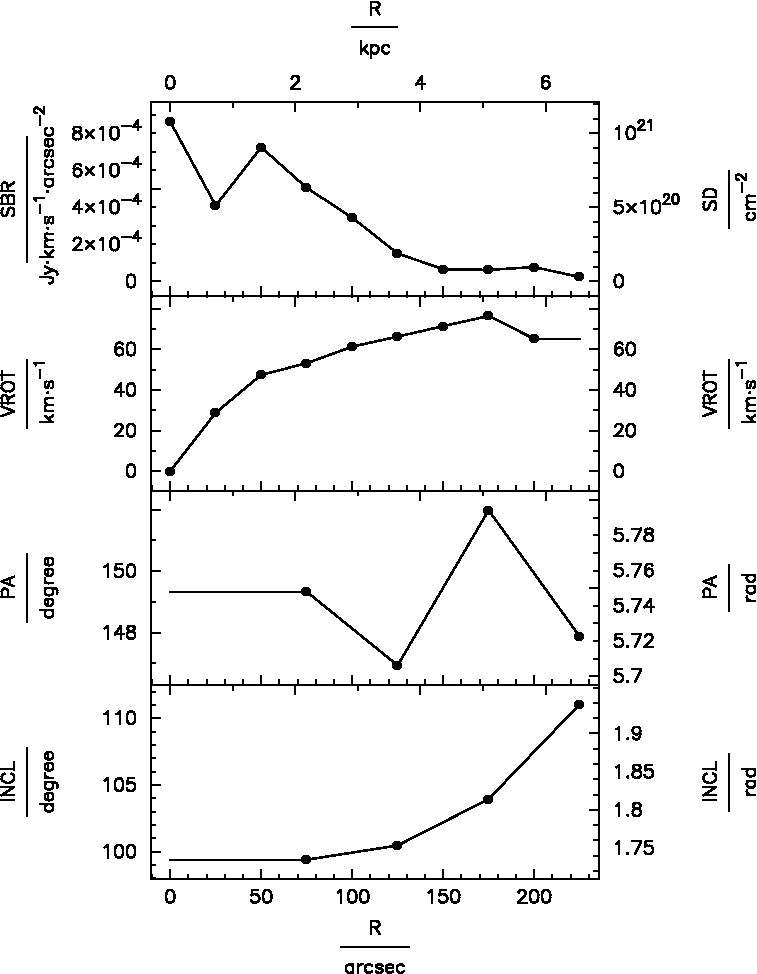 R
kpc
0 2 4 6
SBR
Jy·km·s−1·arcsec−2
8×10−4
6×10−4
4×10−4
2×10−4
0
1021
5×1020
0
SD
cm−2
VROT
km·s−1
60
40
20
0
60
40
20
0
VROT
km·s−1
PA
degree
150
148
5.78
5.76
5.74
5.72
5.7
PA
rad
INCL
degree
110
105
100
1.9
1.85
1.8
1.75
INCL
rad
0 50 100 150 200
R
arcsec